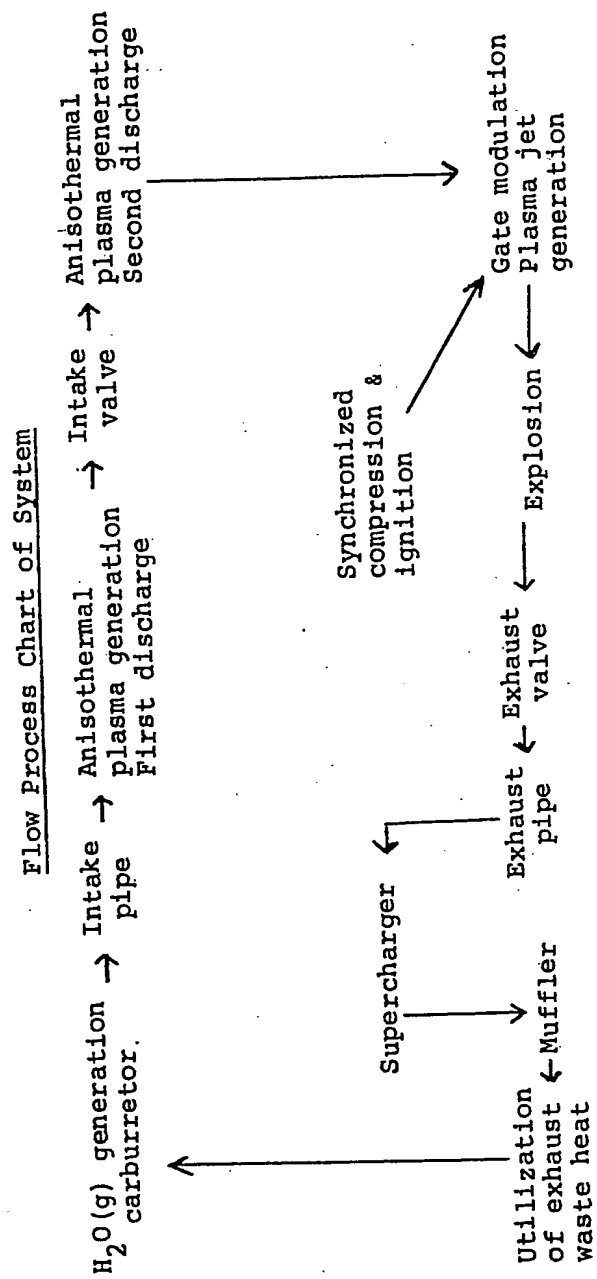 Flow Process Chart of System
H2O(g) generation
carburretor.
Intake
pipe
Anisothermal
plasma generation
First discharge
Intake
valve
Anisothermal
plasma generation
Second discharge
Synchronized
compression &
ignition
Gate modulation
Plasma jet
generation
Explosion
Exhaust
valve
Exhaust
pipe
Supercharger
Muffler
Utilization
of exhaust
waste heat